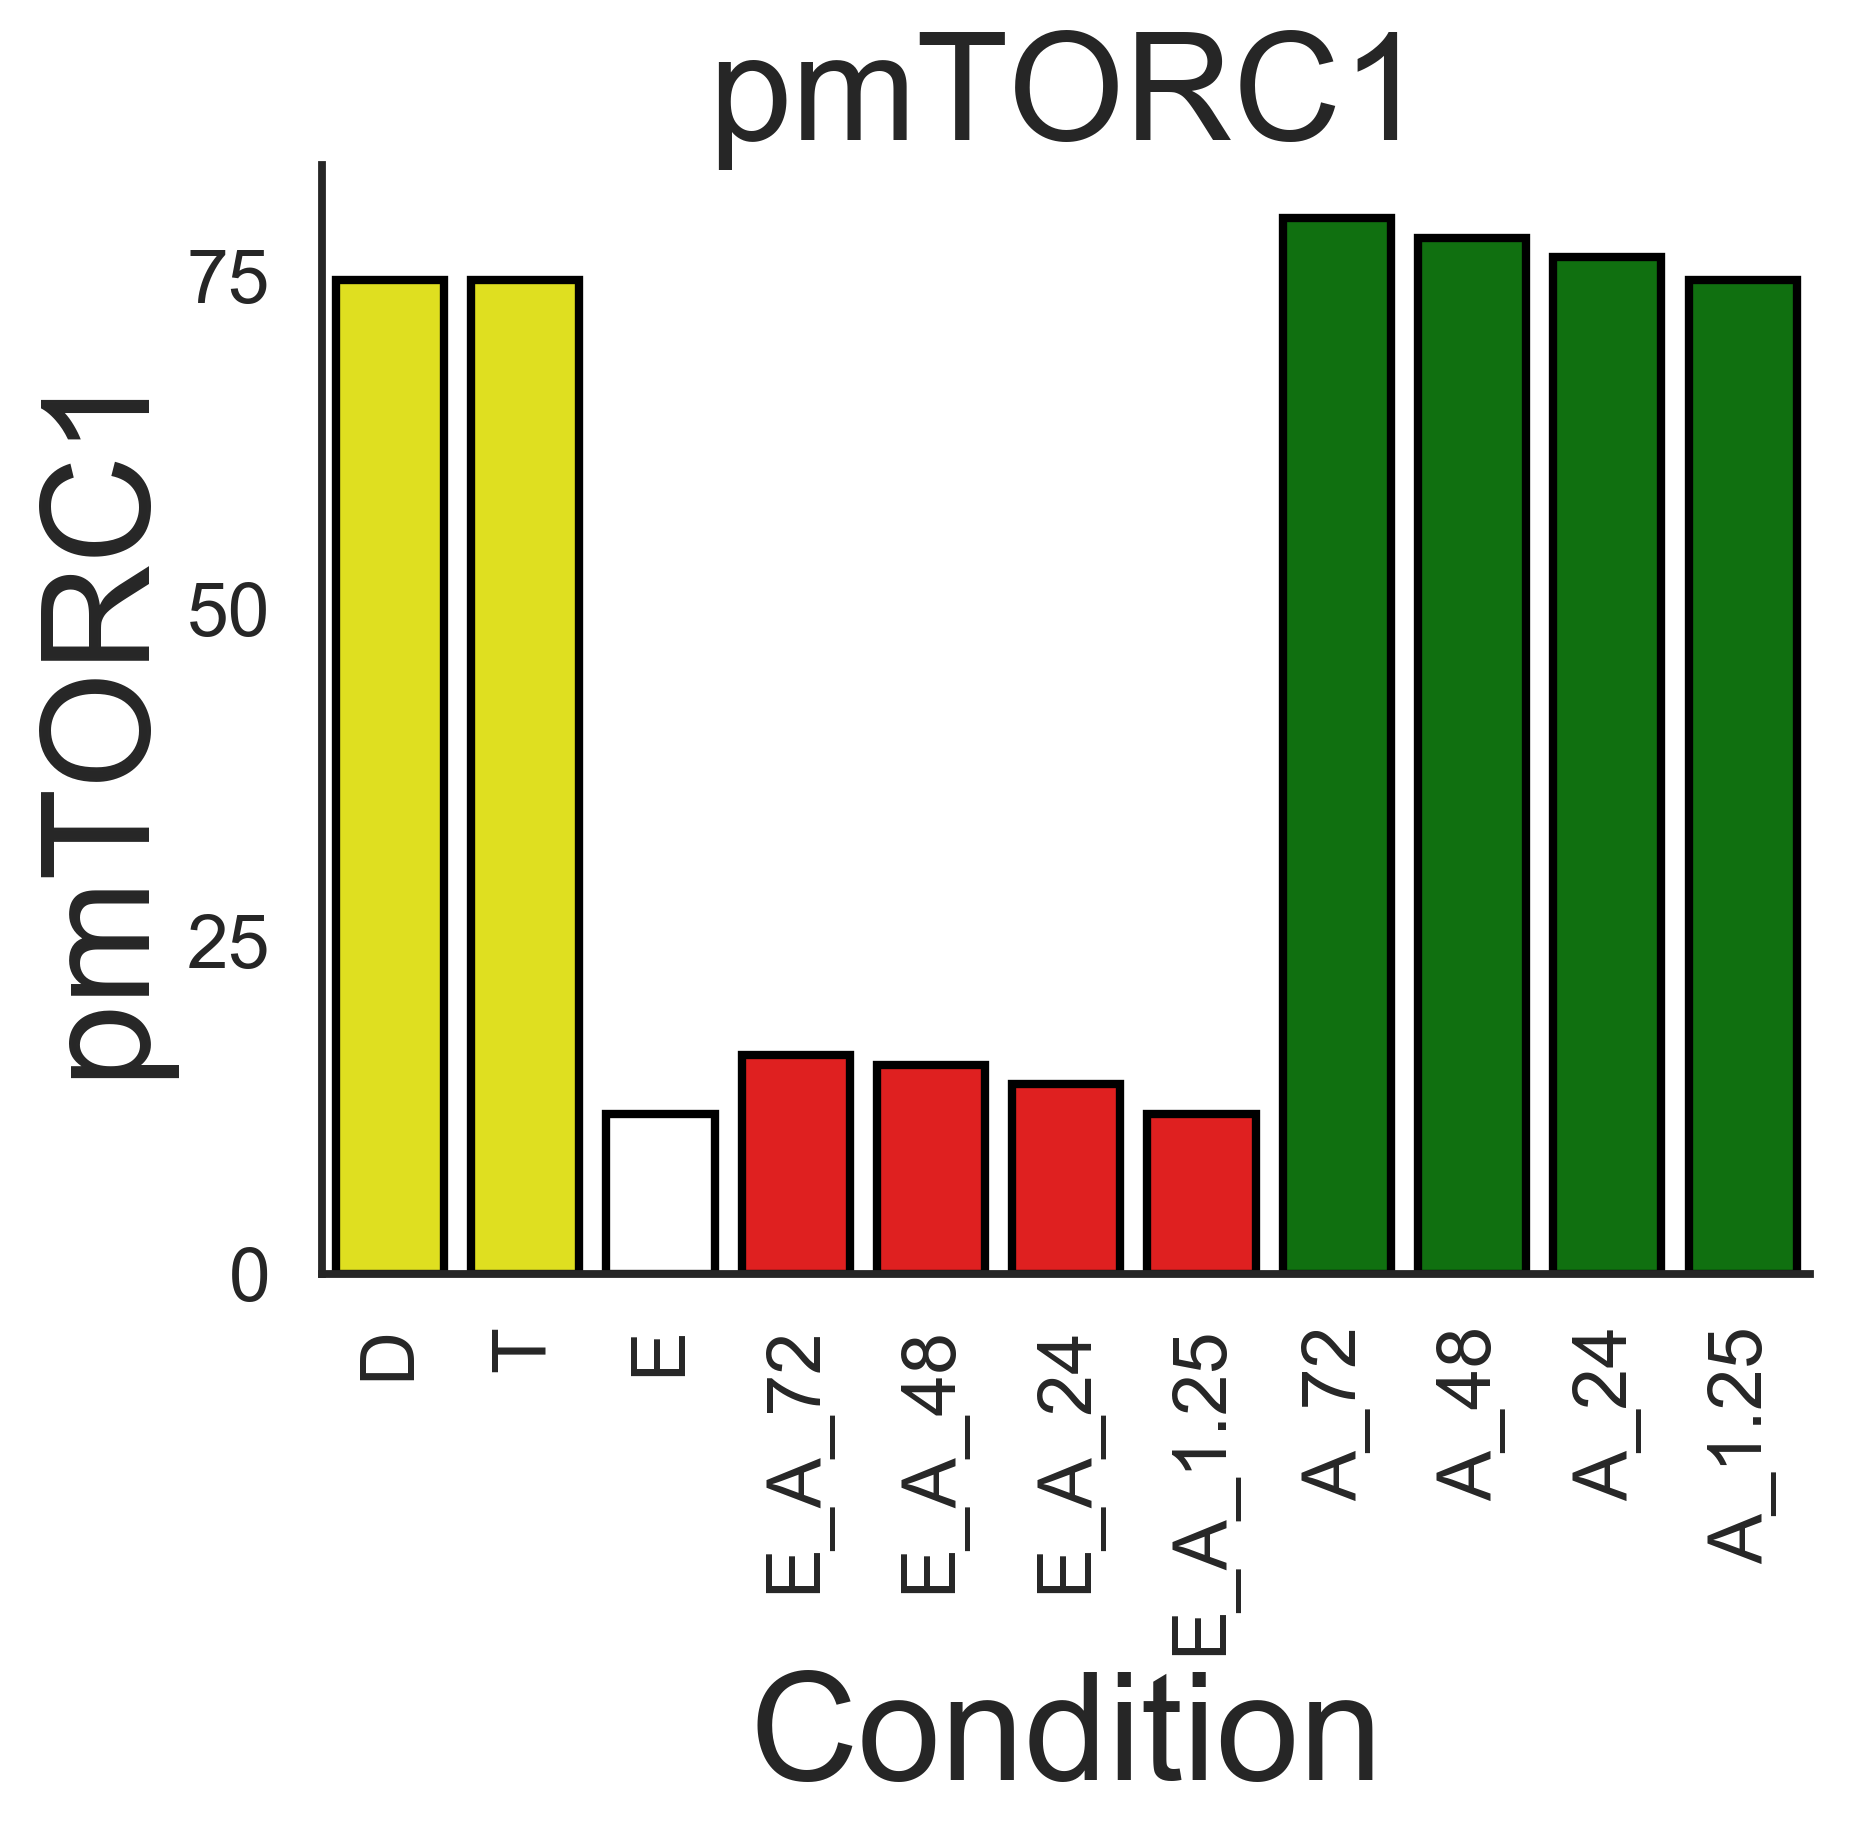 pmTORC1
pmTORC1
75
50
25
0
D
T
E
E_A_72
E_A_48
E_A_24
E_A_1.25
A_72
A_48
A_24
A_1.25
Condition